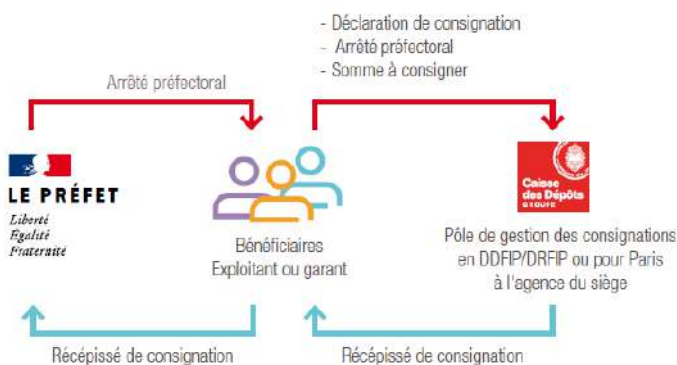 - Déclaration de consignation
- Arrêté préfectoral
- Somme à consigner
Arrêté préfectoral
LE PRÉFET
Liberté
Égalité
Fraternité
Bénéficiaires
Exploitant ou garant
Caisse
des Dépôts
GROUPE
Pôle de gestion des consignations
en DDFIP/DRFIP ou pour Paris
à l'agence du siège
Récépissé de consignation
Récépissé de consignation